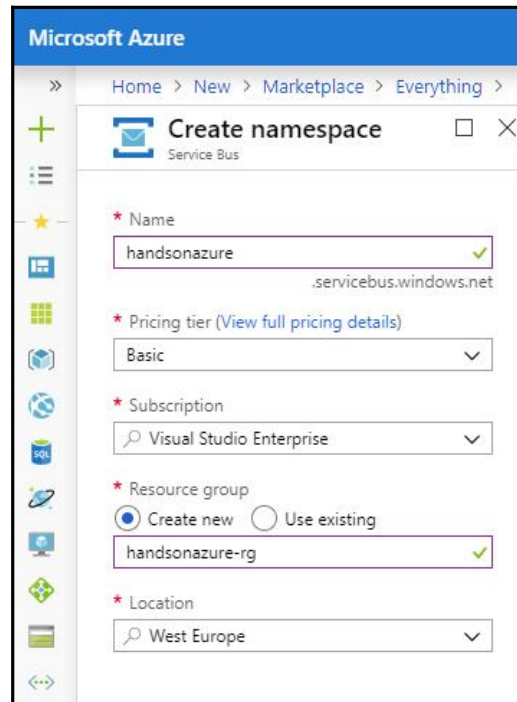 Microsoft Azure
» Home > New > Marketplace > Everything >
Create namespace
Service Bus
* Name
handsonazure
.servicebus.windows.net
* Pricing tier (View full pricing details)
Basic
* Subscription
Visual Studio Enterprise
* Resource group
Create new Use existing
handsonazure-rg
* Location
West Europe
SQL